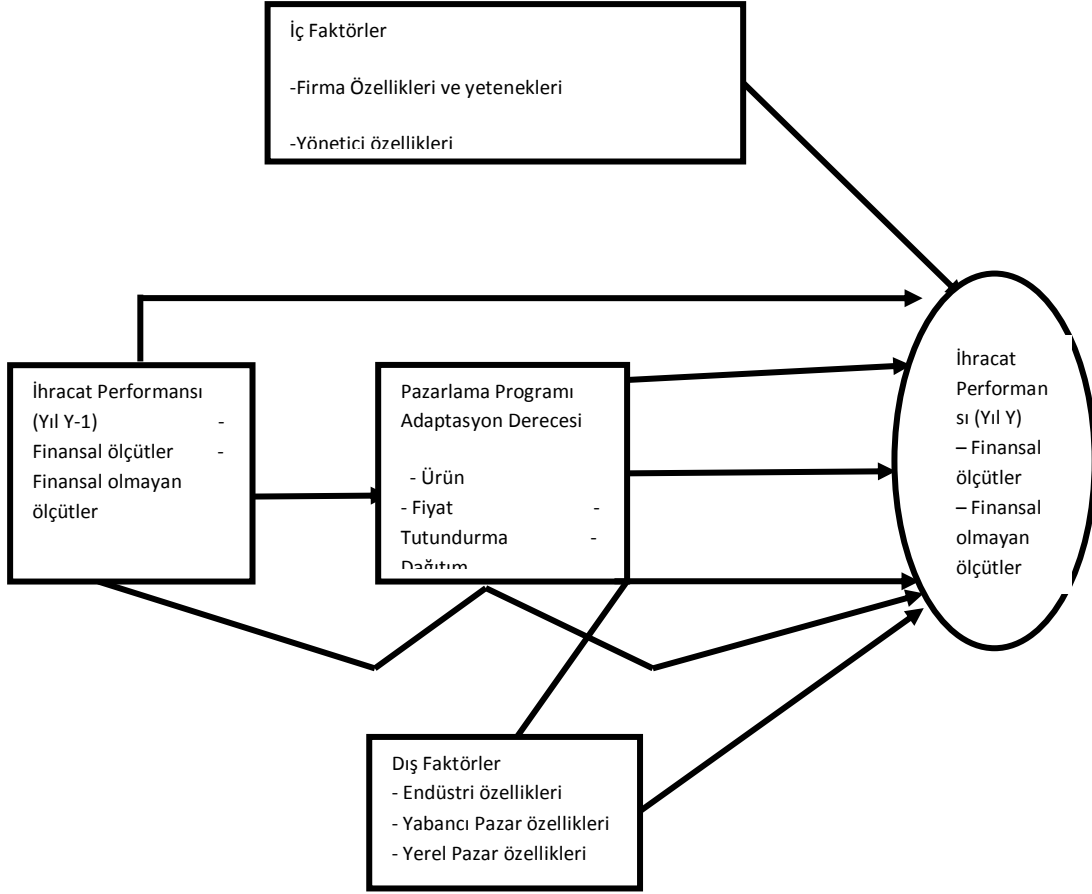 İç Faktörler
-Firma Özellikleri ve yetenekleri
-Yönetici özellikleri
İhracat Performansı
(Yıl Y-1) -
Finansal ölçütler -
Finansal olmayan
ölçütler
Pazarlama Programı
Adaptasyon Derecesi
- Ürün
- Fiyat -
Tutundurma -
Dağıtım
İhracat
Performan
sı (Yıl Y)
– Finansal
ölçütler
– Finansal
olmayan
ölçütler
Dış Faktörler
- Endüstri özellikleri
- Yabancı Pazar özellikleri
- Yerel Pazar özellikleri